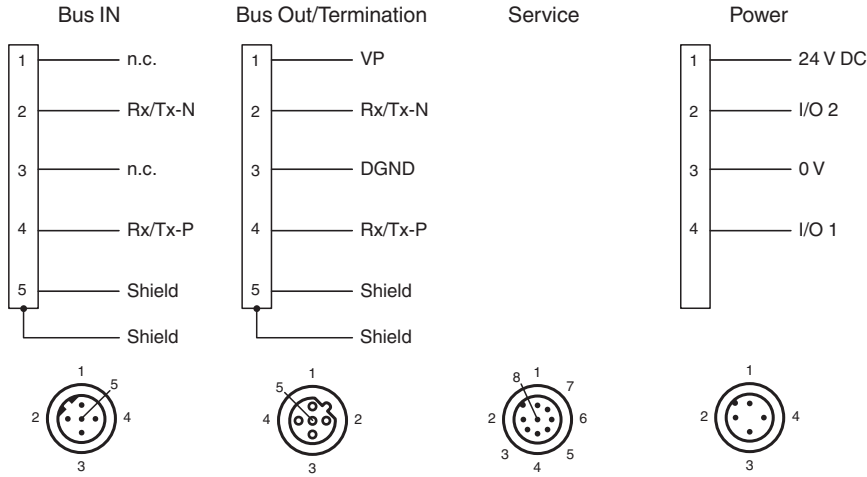 Bus IN
Bus Out/Termination
Service
Power
1 n.c.
2 Rx/Tx-N
3 n.c.
4 Rx/Tx-P
5 Shield
Shield
1 VP
2 Rx/Tx-N
3 DGND
4 Rx/Tx-P
5 Shield
Shield
1 24 V DC
2 I/O 2
3 0 V
4 I/O 1
1
5
2
4
3
1
5
4
2
3
1
8
7
2
6
3
5
4
1
2
4
3